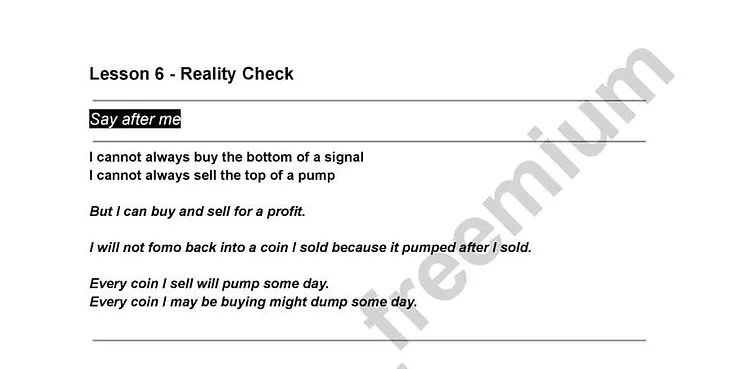 Lesson 6 - Reality Check
Say after me
I cannot always buy the bottom of a signal
I cannot always sell the top of a pump
But I can buy and sell for a profit.
I will not fomo back into a coin I sold because it pumped after I sold.
Every coin I sell will pump some day.
Every coin I may be buying might dump some day.
freemium